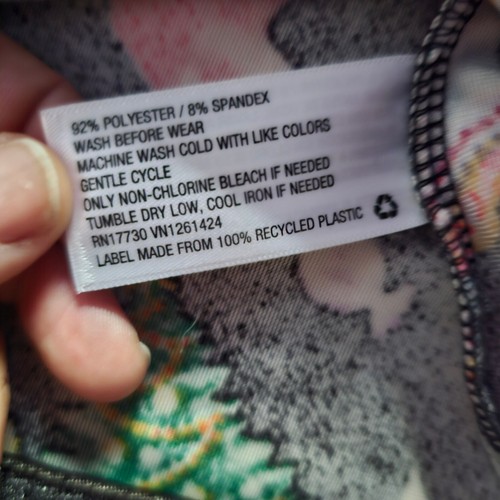 92% POLYESTER / 8% SPANDEX
WASH BEFORE WEAR
MACHINE WASH COLD WITH LIKE COLORS
GENTLE CYCLE
ONLY NON-CHLORINE BLEACH IF NEEDED
TUMBLE DRY LOW, COOL IRON IF NEEDED
RN17730 VN1261424
LABEL MADE FROM 100% RECYCLED PLASTIC